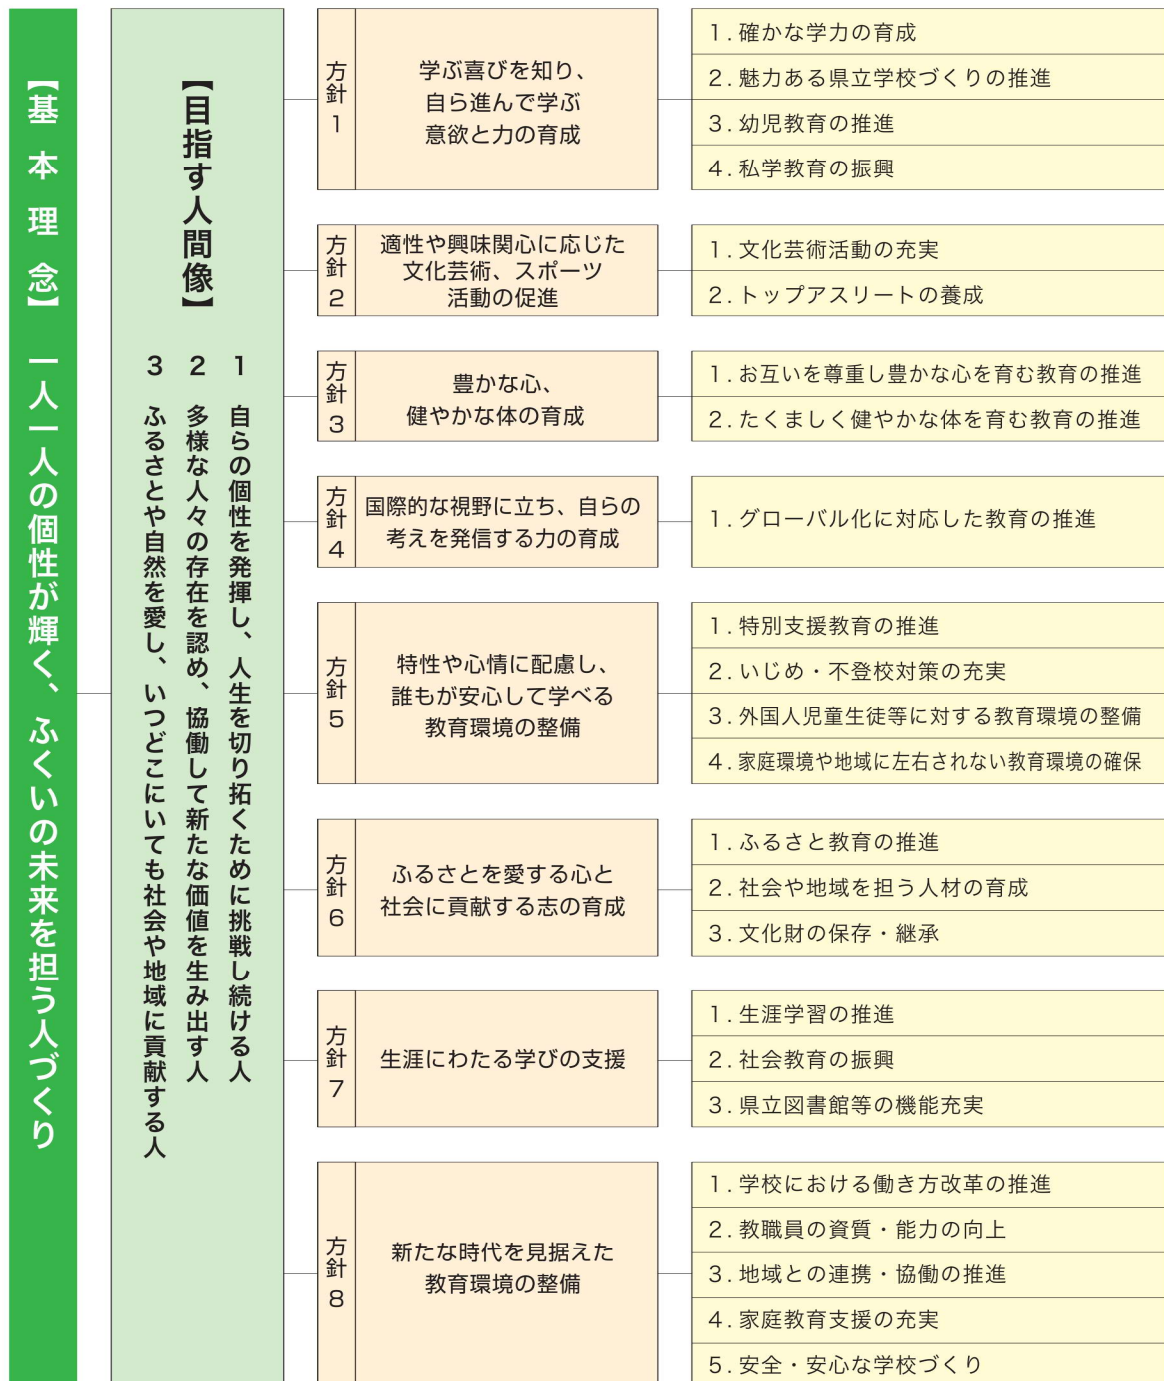 【基本理念】 一人一人の個性が輝く、ふくいの未来を担う人づくり
【目指す人間像】
1 自らの個性を発揮し、人生を切り拓くために挑戦し続ける人
2 多様な人々の存在を認め、協働して新たな価値を生み出す人
3 ふるさとや自然を愛し、いつどこにいても社会や地域に貢献する人
方針1
学ぶ喜びを知り、
自ら進んで学ぶ
意欲と力の育成
1.確かな学力の育成
2.魅力ある県立学校づくりの推進
3.幼児教育の推進
4.私学教育の振興
方針2
適性や興味関心に応じた
文化芸術、スポーツ
活動の促進
1.文化芸術活動の充実
2.トップアスリートの養成
方針3
豊かな心、
健やかな体の育成
1.お互いを尊重し豊かな心を育む教育の推進
2.たくましく健やかな体を育む教育の推進
方針4
国際的な視野に立ち、自らの
考えを発信する力の育成
1.グローバル化に対応した教育の推進
方針5
特性や心情に配慮し、
誰もが安心して学べる
教育環境の整備
1.特別支援教育の推進
2.いじめ・不登校対策の充実
3.外国人児童生徒等に対する教育環境の整備
4.家庭環境や地域に左右されない教育環境の確保
方針6
ふるさとを愛する心と
社会に貢献する志の育成
1.ふるさと教育の推進
2.社会や地域を担う人材の育成
3.文化財の保存・継承
方針7
生涯にわたる学びの支援
1.生涯学習の推進
2.社会教育の振興
3.県立図書館等の機能充実
方針8
新たな時代を見据えた
教育環境の整備
1.学校における働き方改革の推進
2.教職員の資質・能力の向上
3.地域との連携・協働の推進
4.家庭教育支援の充実
5.安全・安心な学校づくり